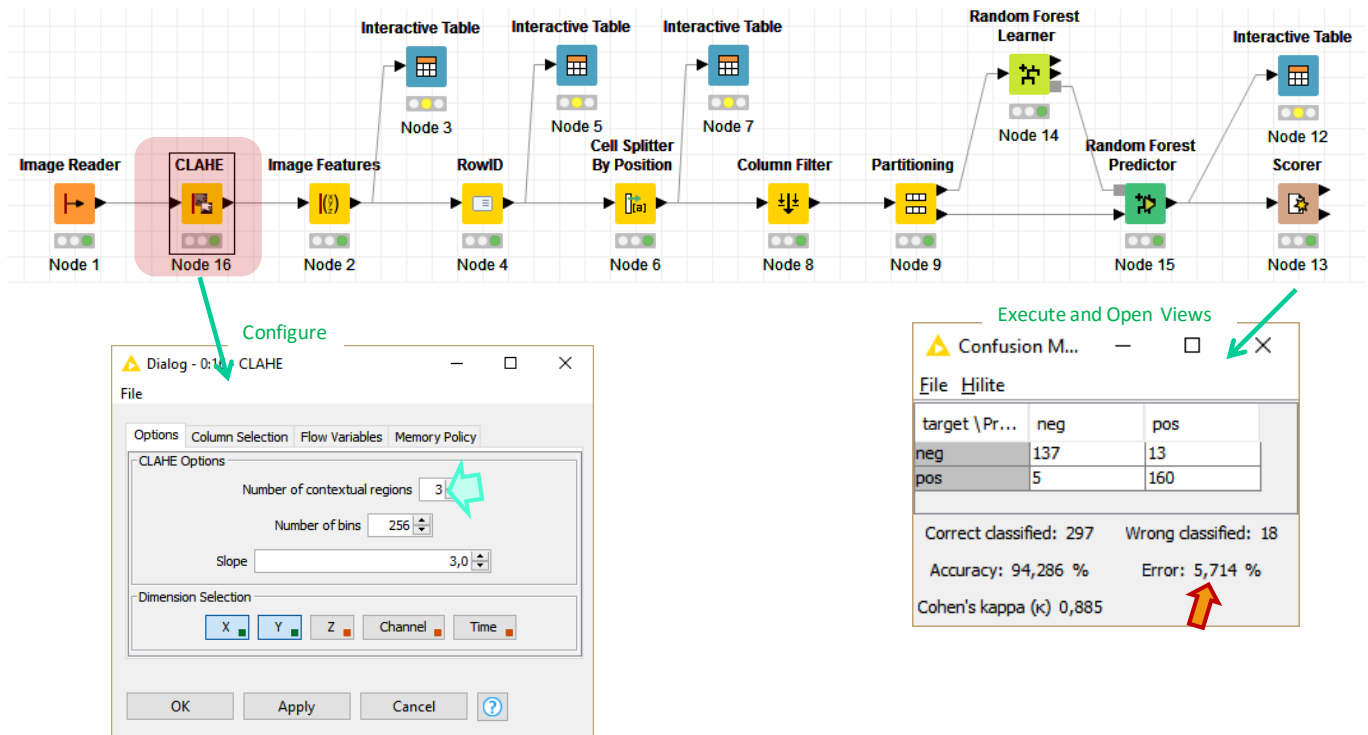 Interactive Table
Node 3
Interactive Table
Node 5
Interactive Table
Node 7
Random Forest
Learner
Node 14
Interactive Table
Node 12
Image Reader
Node 1
CLAHE
Node 16
Image Features
Node 2
RowID
Node 4
Cell Splitter
By Position
[a]
Node 6
Column Filter
Node 8
Partitioning
Node 9
Random Forest
Predictor
Node 15
Scorer
Node 13
Configure
Dialog - 0:16 - CLAHE
File
Options Column Selection Flow Variables Memory Policy
CLAHE Options
Number of contextual regions 3
Number of bins 256
Slope 3,0
Dimension Selection
X Y Z Channel Time
OK Apply Cancel ?
Execute and Open Views
Confusion M...
File Hilite
target \ Pr... neg pos
neg 137 13
pos 5 160
Correct classified: 297 Wrong classified: 18
Accuracy: 94,286 % Error: 5,714 %
Cohen's kappa (κ) 0,885